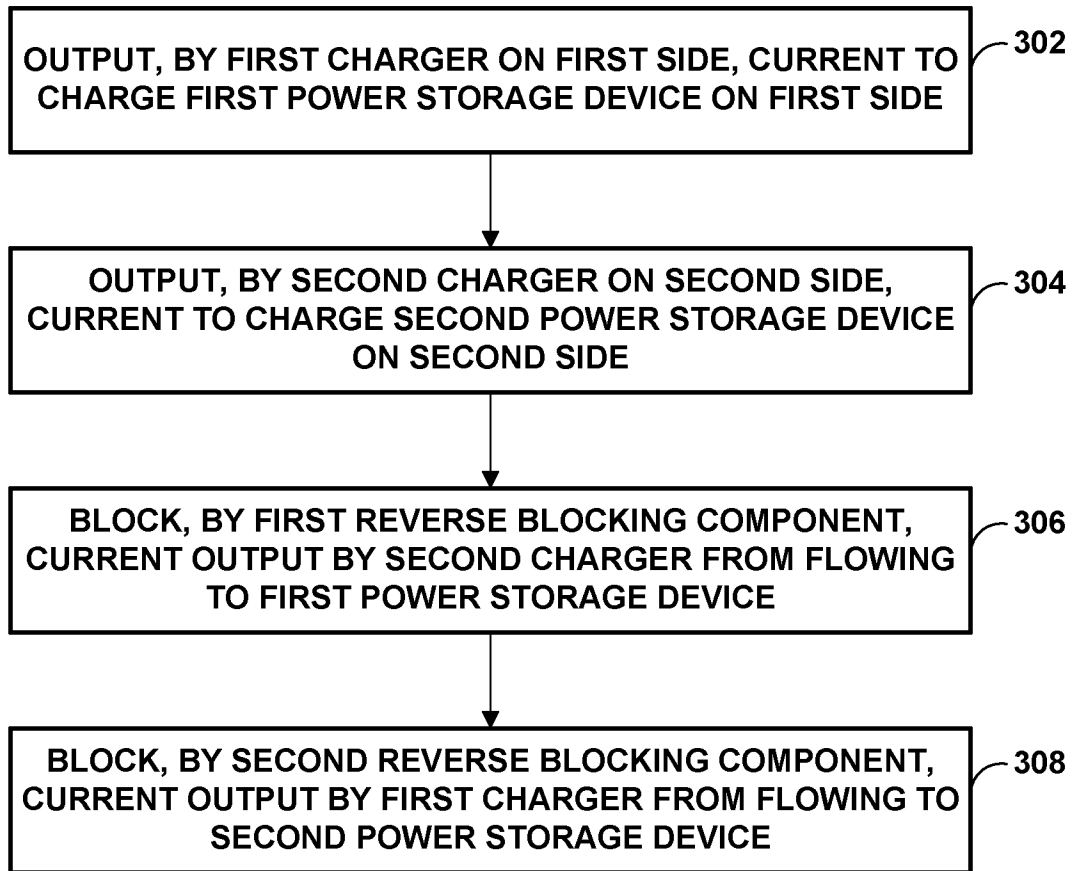 OUTPUT, BY FIRST CHARGER ON FIRST SIDE, CURRENT TO
CHARGE FIRST POWER STORAGE DEVICE ON FIRST SIDE
302
OUTPUT, BY SECOND CHARGER ON SECOND SIDE,
CURRENT TO CHARGE SECOND POWER STORAGE DEVICE
ON SECOND SIDE
304
BLOCK, BY FIRST REVERSE BLOCKING COMPONENT,
CURRENT OUTPUT BY SECOND CHARGER FROM FLOWING
TO FIRST POWER STORAGE DEVICE
306
BLOCK, BY SECOND REVERSE BLOCKING COMPONENT,
CURRENT OUTPUT BY FIRST CHARGER FROM FLOWING TO
SECOND POWER STORAGE DEVICE
308